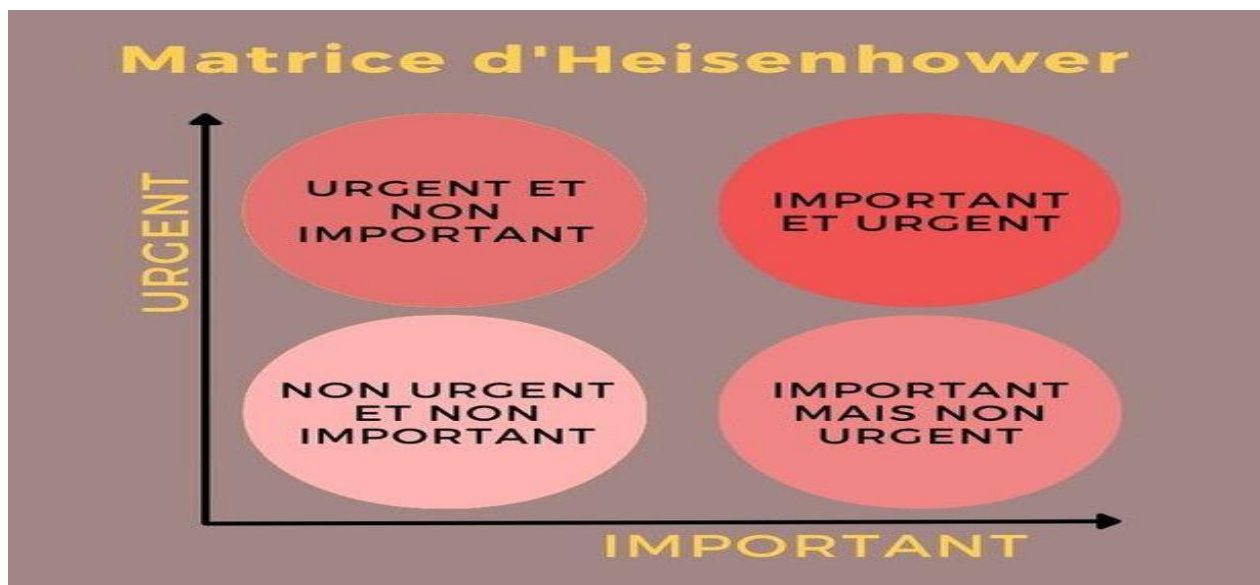 Matrice d'Heisenhower
URGENT
URGENT ET
NON
IMPORTANT
IMPORTANT
ET URGENT
NON URGENT
ET NON
IMPORTANT
IMPORTANT
MAIS NON
URGENT
IMPORTANT